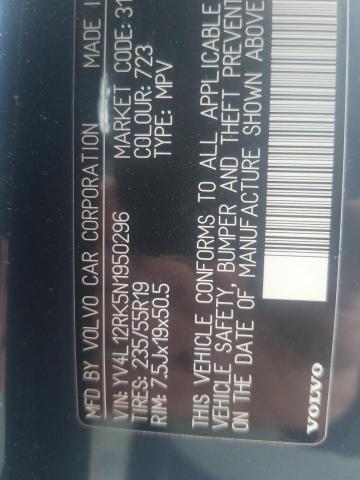 MFD BY VOLVO CAR CORPORATION MADE I
VIN: YV4L12RK5N1950296 MARKET CODE: 31
TIRES: 235/55R19 COLOUR: 723
RIM: 7.5Jx19x50.5 TYPE: MPV
THIS VEHICLE CONFORMS TO ALL APPLICABLE
VEHICLE SAFETY, BUMPER AND THEFT PREVENT
ON THE DATE OF MANUFACTURE SHOWN ABOVE
VOLVO